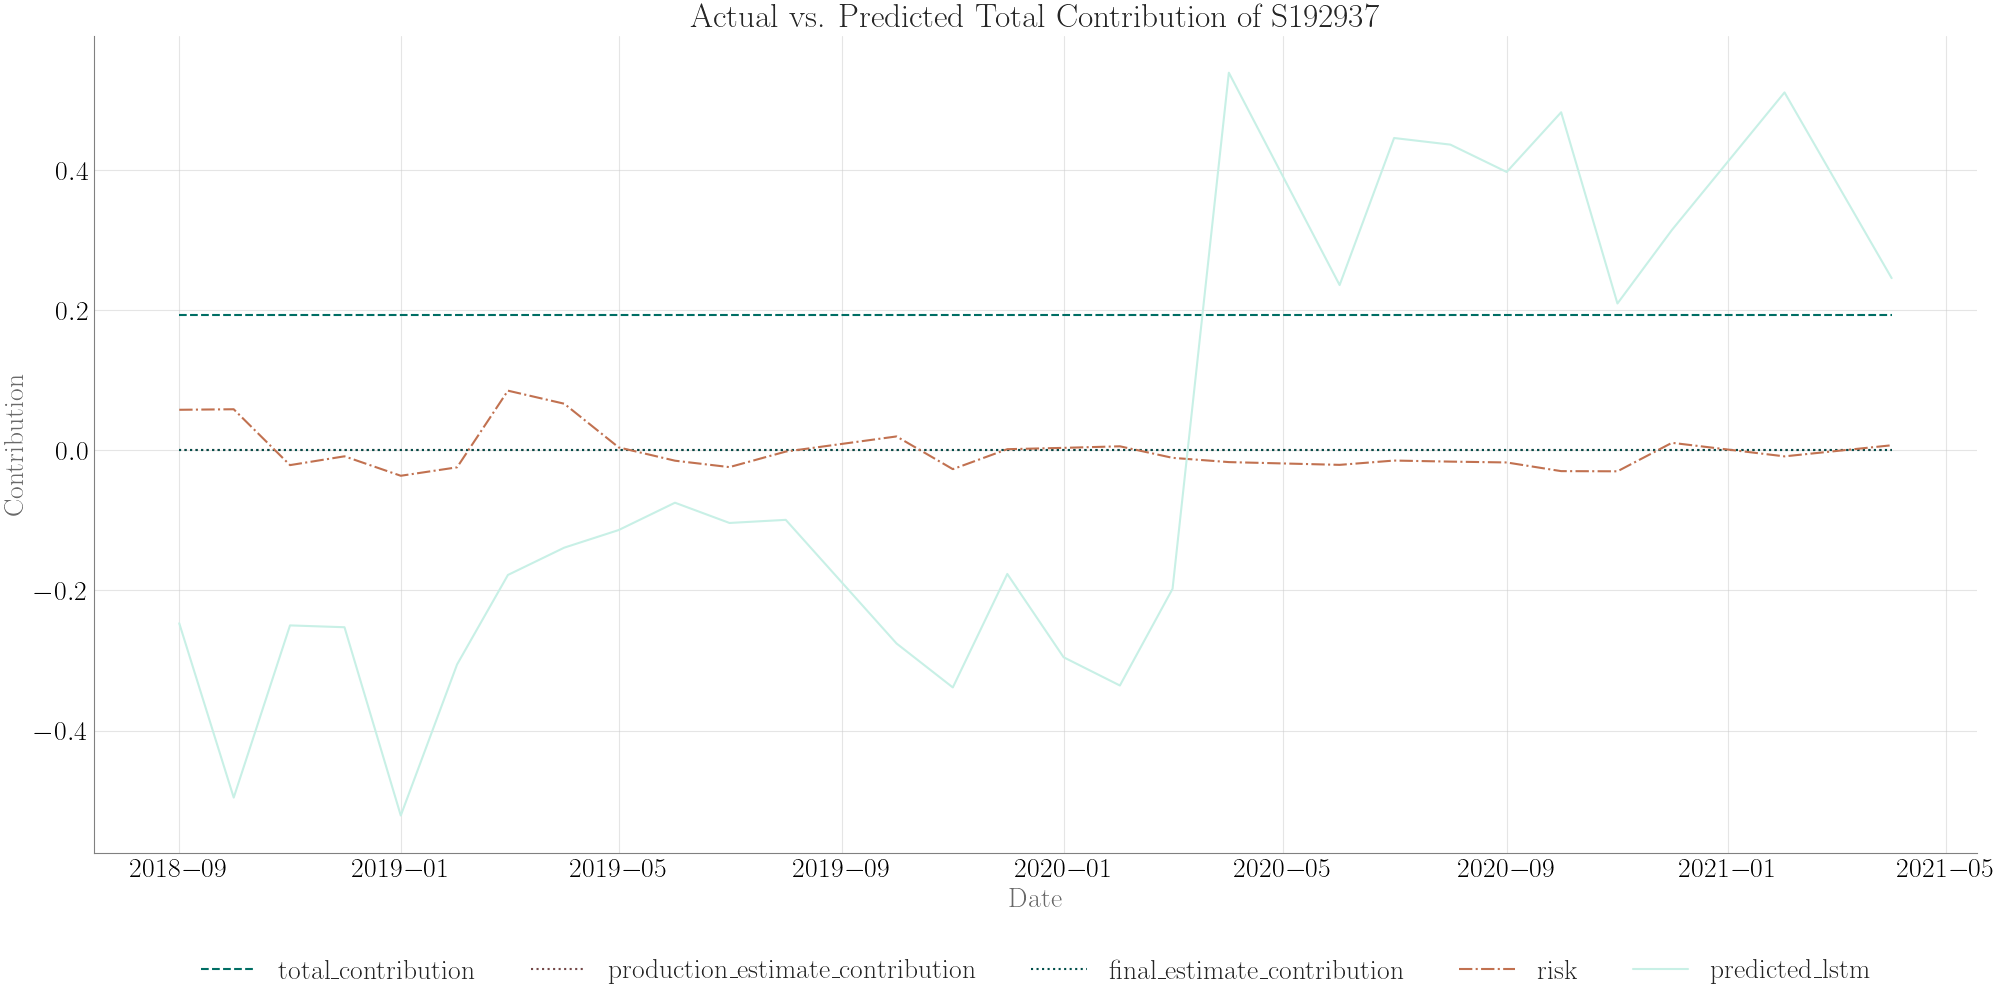 Actual vs. Predicted Total Contribution of S192937
Contribution
0.4
0.2
0.0
−0.2
−0.4
2018−09 2019−01 2019−05 2019−09 2020−01 2020−05 2020−09 2021−01 2021−05
Date
total_contribution production_estimate_contribution final_estimate_contribution risk predicted_lstm